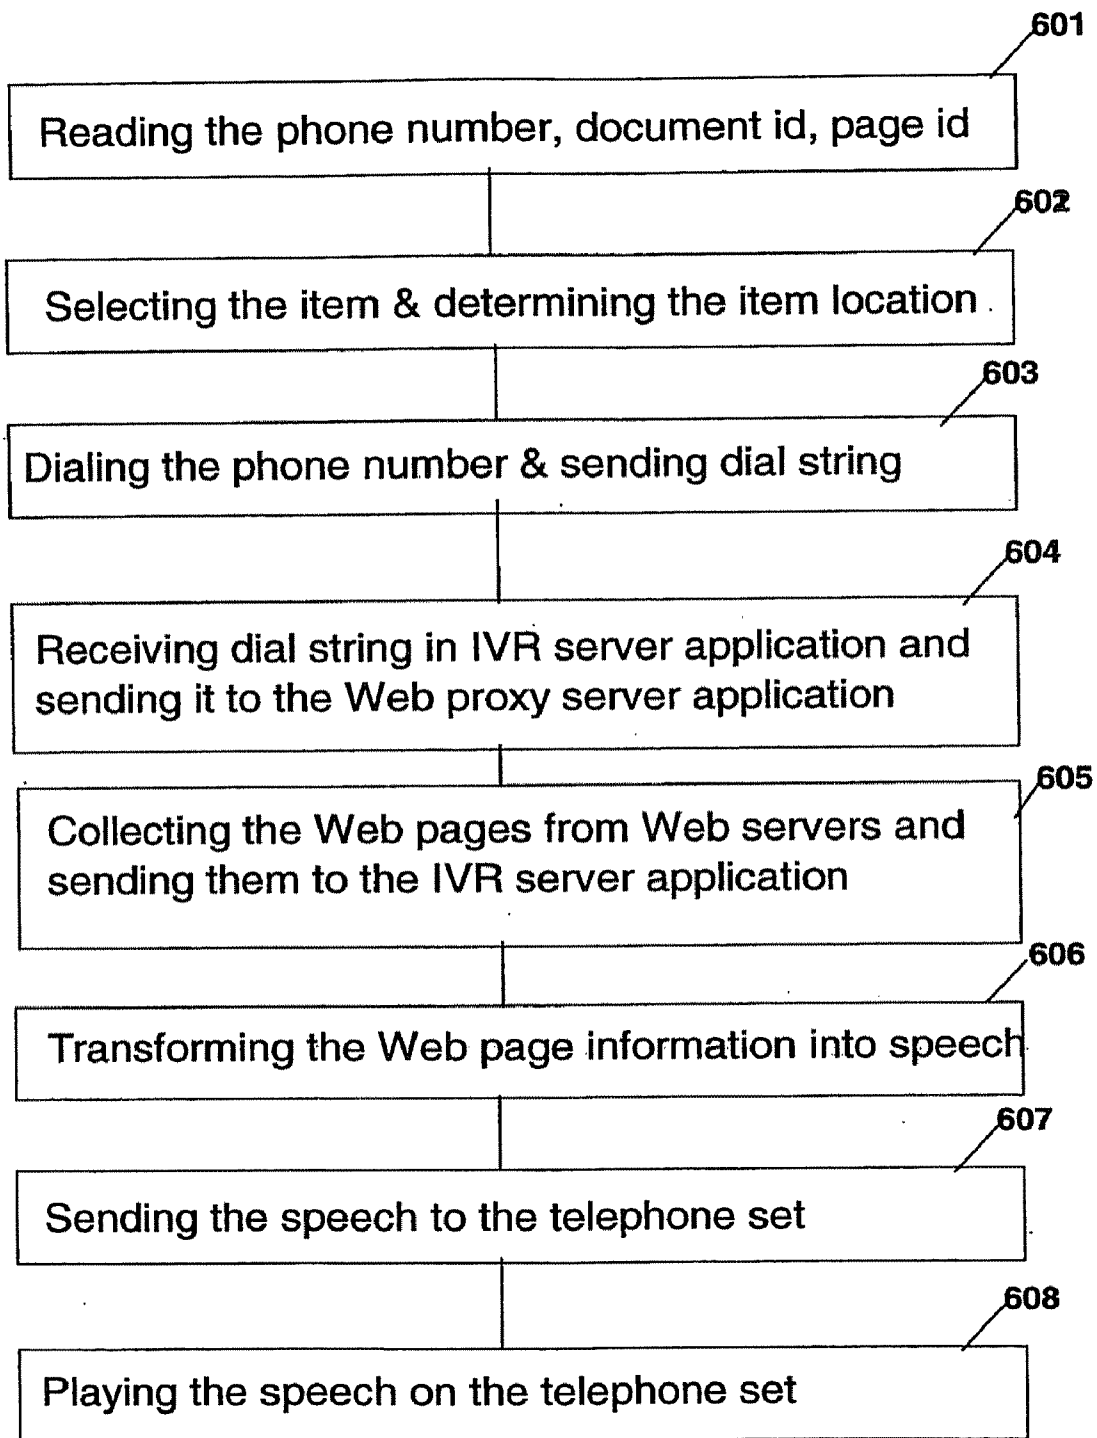 601
Reading the phone number, document id, page id
602
Selecting the item & determining the item location
603
Dialing the phone number & sending dial string
604
Receiving dial string in IVR server application and
sending it to the Web proxy server application
605
Collecting the Web pages from Web servers and
sending them to the IVR server application
606
Transforming the Web page information into speech
607
Sending the speech to the telephone set
608
Playing the speech on the telephone set